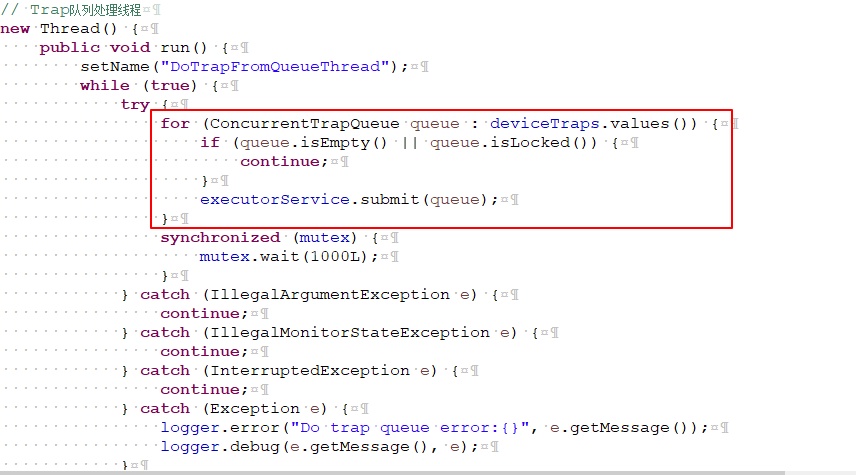 // Trap队列处理线程
new Thread() {
    public void run() {
        setName("DoTrapFromQueueThread");
        while (true) {
            try {
                for (ConcurrentTrapQueue queue : deviceTraps.values()) {
                    if (queue.isEmpty() || queue.isLocked()) {
                        continue;
                    }
                    executorService.submit(queue);
                }
                synchronized (mutex) {
                    mutex.wait(1000L);
                }
            } catch (IllegalArgumentException e) {
                continue;
            } catch (IllegalMonitorStateException e) {
                continue;
            } catch (InterruptedException e) {
                continue;
            } catch (Exception e) {
                logger.error("Do trap queue error:{}", e.getMessage());
                logger.debug(e.getMessage(), e);
            }